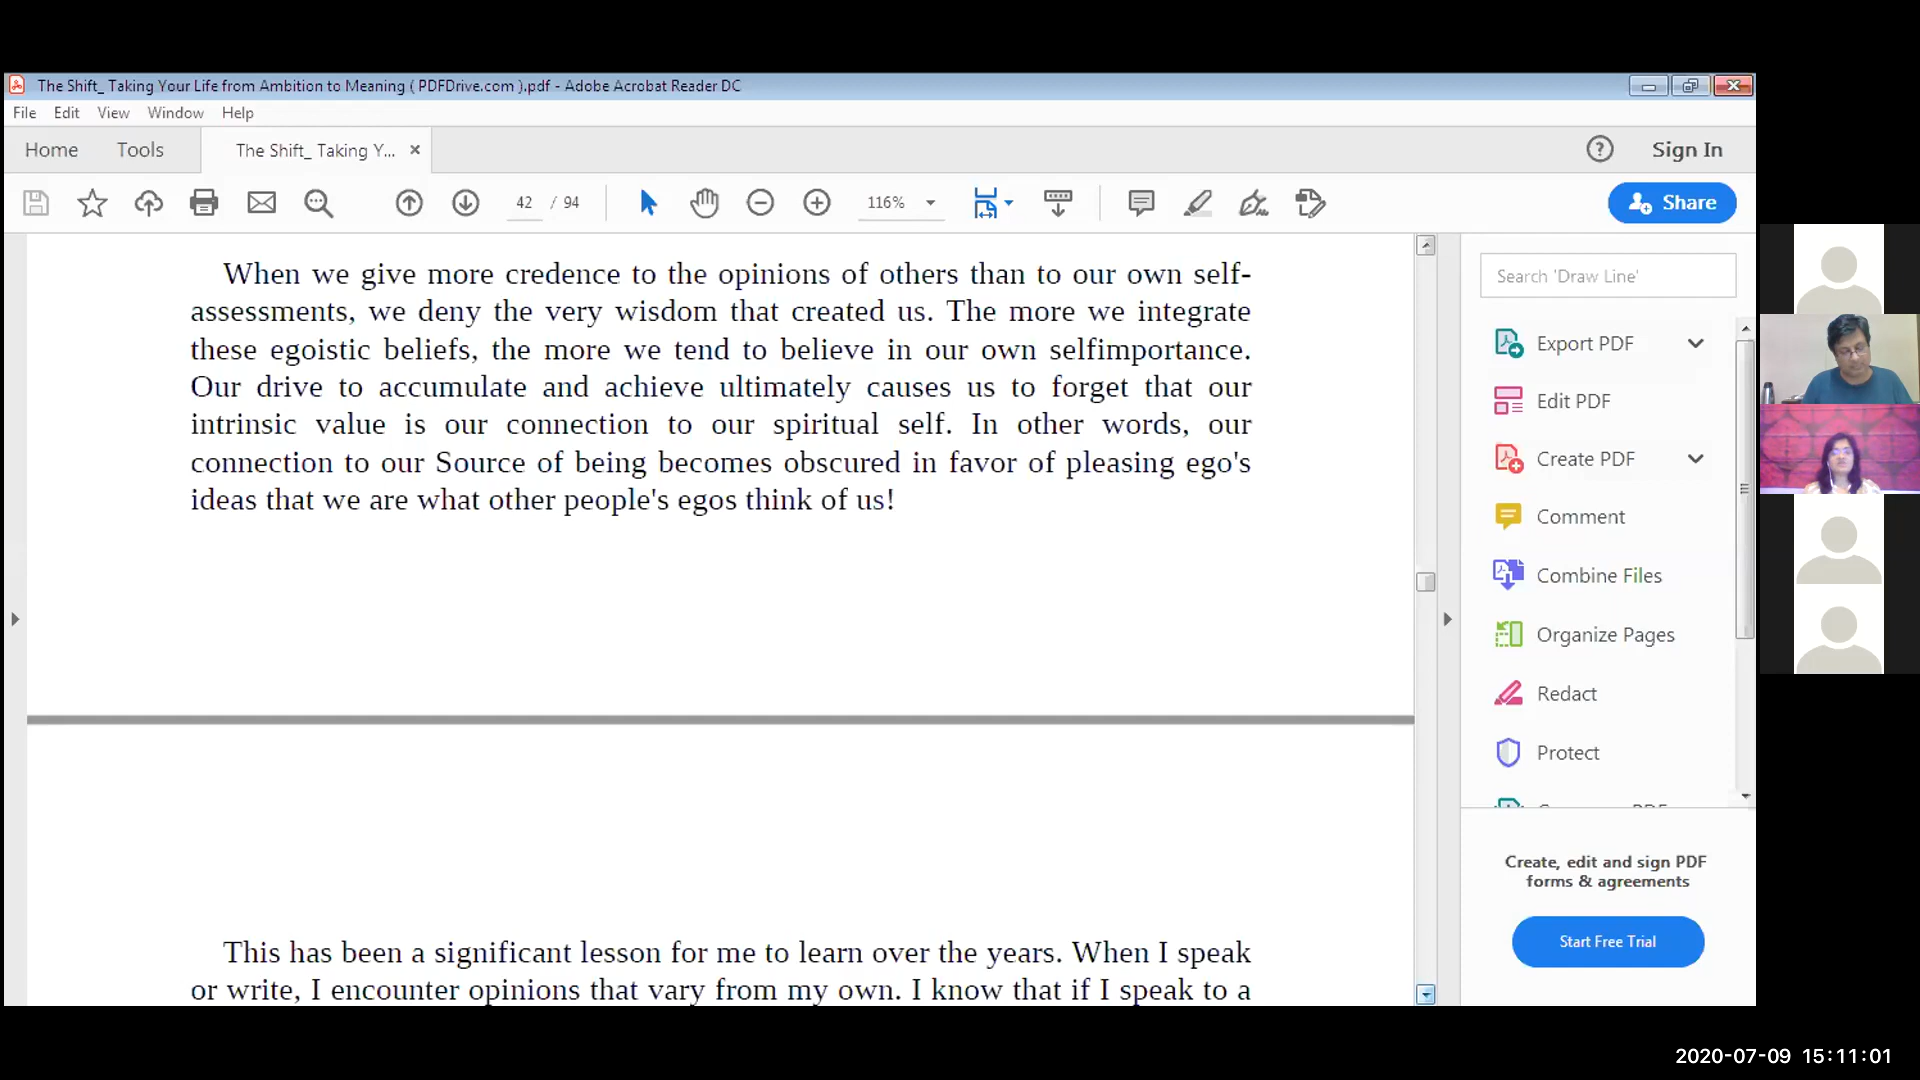 The Shift_ Taking Your Life from Ambition to Meaning ( PDFDrive.com ).pdf - Adobe Acrobat Reader DC
File Edit View Window Help
Home Tools The Shift_ Taking Y... Sign In
42 / 94 116% Share
When we give more credence to the opinions of others than to our own self-
assessments, we deny the very wisdom that created us. The more we integrate
these egoistic beliefs, the more we tend to believe in our own selfimportance.
Our drive to accumulate and achieve ultimately causes us to forget that our
intrinsic value is our connection to our spiritual self. In other words, our
connection to our Source of being becomes obscured in favor of pleasing ego's
ideas that we are what other people's egos think of us!
This has been a significant lesson for me to learn over the years. When I speak
or write, I encounter opinions that vary from my own. I know that if I speak to a
Search 'Draw Line'
Export PDF
Edit PDF
Create PDF
Comment
Combine Files
Organize Pages
Redact
Protect
Create, edit and sign PDF
forms & agreements
Start Free Trial
2020-07-09 15:11:01